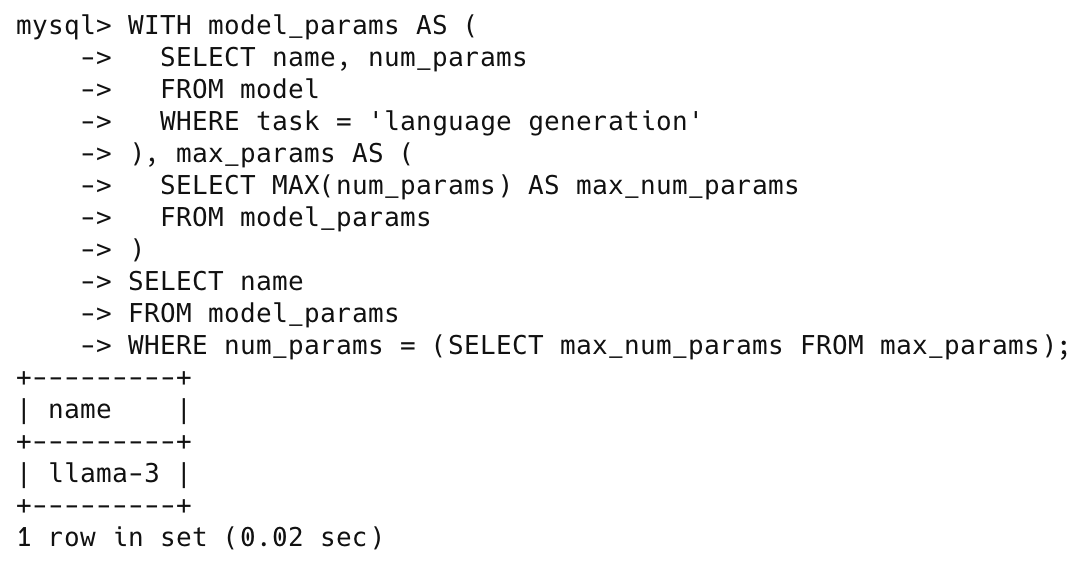 mysql> WITH model_params AS (
    ->   SELECT name, num_params
    ->   FROM model
    ->   WHERE task = 'language generation'
    -> ), max_params AS (
    ->   SELECT MAX(num_params) AS max_num_params
    ->   FROM model_params
    -> )
    -> SELECT name
    -> FROM model_params
    -> WHERE num_params = (SELECT max_num_params FROM max_params);
+---------+
| name    |
+---------+
| llama-3 |
+---------+
1 row in set (0.02 sec)